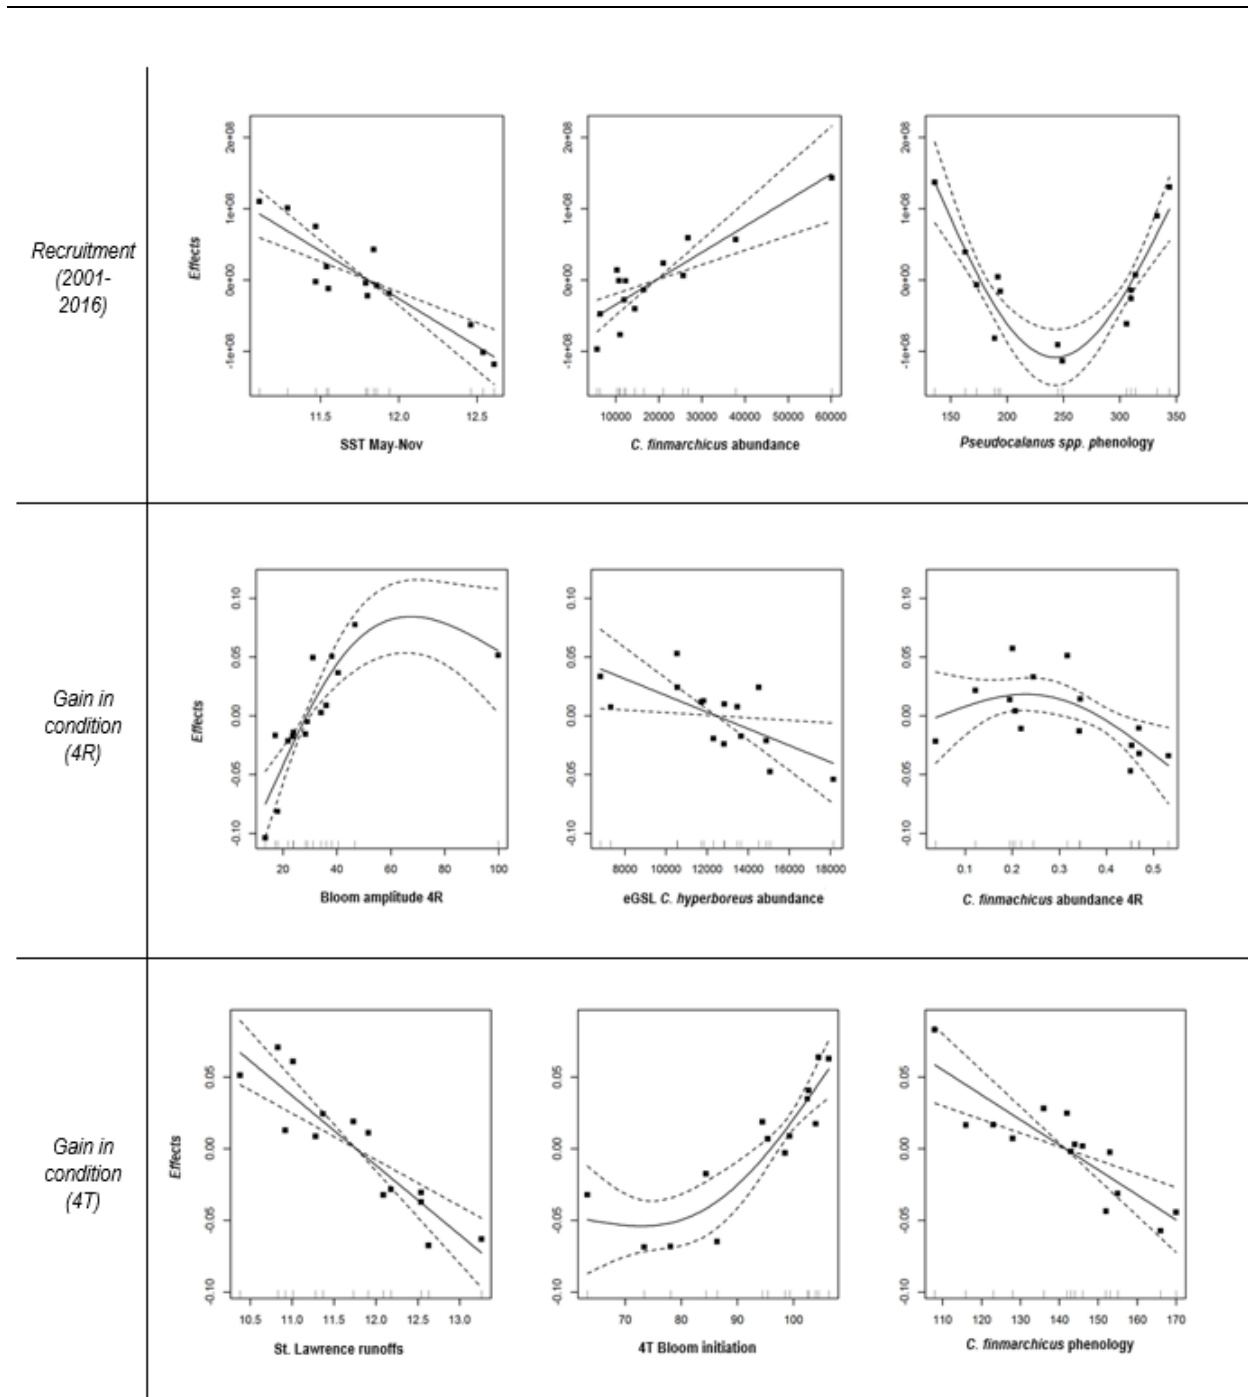 Recruitment
(2001-
2016)
Effects
2e+08
1e+08
0e+00
-1e+08
11.5 12.0 12.5
SST May-Nov
2e+08
1e+08
0e+00
-1e+08
10000 20000 30000 40000 50000 60000
C. finmarchicus abundance
2e+08
1e+08
0e+00
-1e+08
150 200 250 300 350
Pseudocalanus spp. phenology
Gain in
condition
(4R)
Effects
0.10
0.05
0.00
-0.05
-0.10
20 40 60 80 100
Bloom amplitude 4R
0.10
0.05
0.00
-0.05
-0.10
8000 10000 12000 14000 16000 18000
eGSL C. hyperboreus abundance
0.10
0.05
0.00
-0.05
-0.10
0.1 0.2 0.3 0.4 0.5
C. finmachicus abundance 4R
Gain in
condition
(4T)
Effects
0.05
0.00
-0.05
-0.10
10.5 11.0 11.5 12.0 12.5 13.0
St. Lawrence runoffs
0.05
0.00
-0.05
-0.10
70 80 90 100
4T Bloom initiation
0.05
0.00
-0.05
-0.10
110 120 130 140 150 160 170
C. finmarchicus phenology